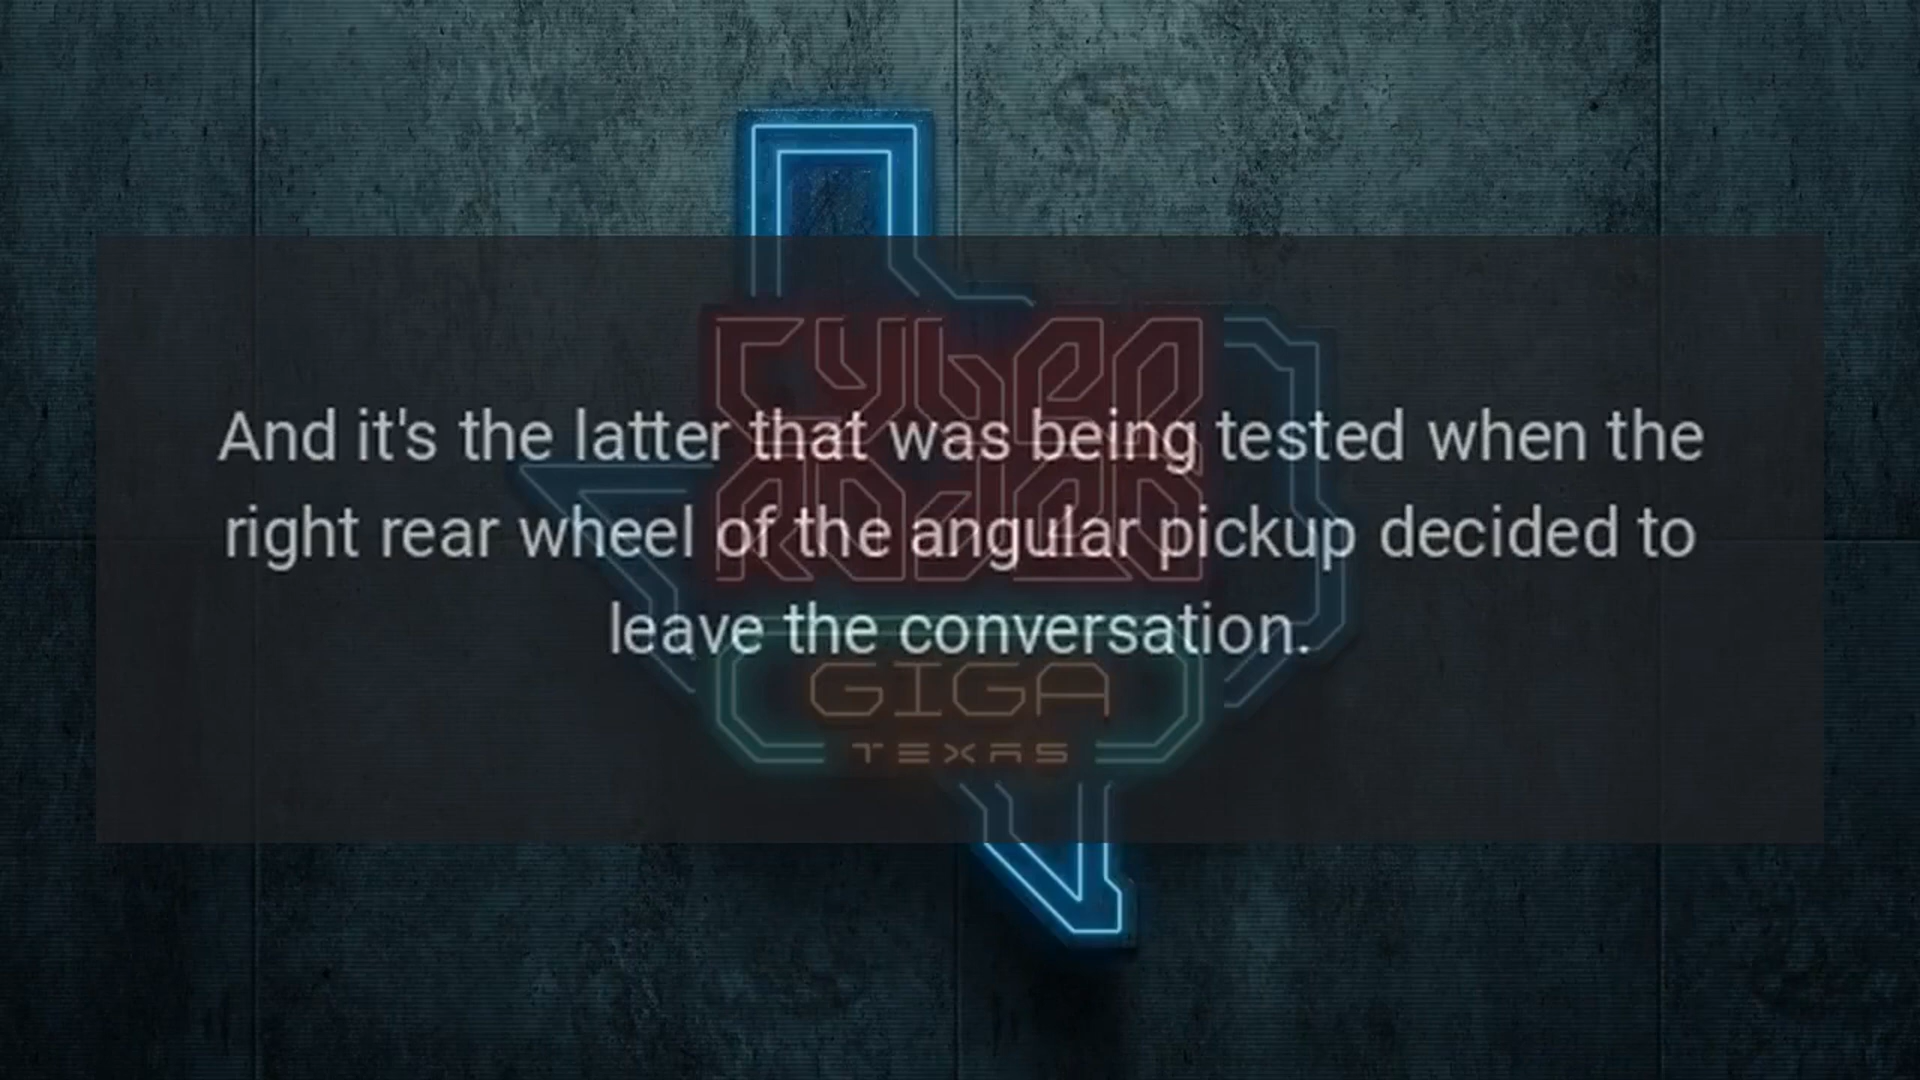 And it's the latter that was being tested when the
right rear wheel of the angular pickup decided to
leave the conversation.
CYBER
RODEO
GIGA
TEXAS